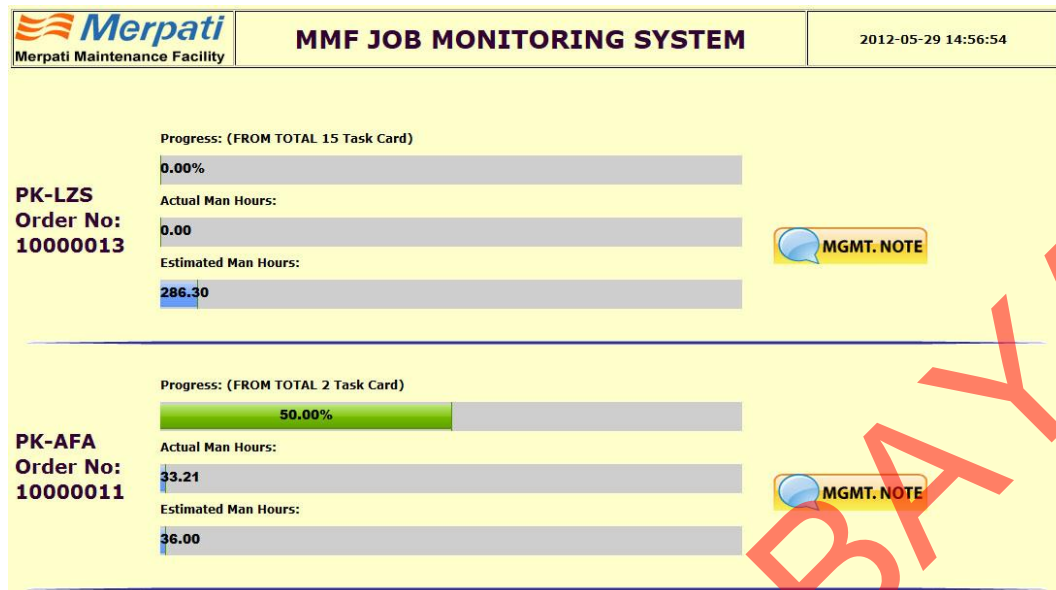 Merpati
Merpati Maintenance Facility
MMF JOB MONITORING SYSTEM
2012-05-29 14:56:54
PK-LZS
Order No:
10000013
Progress: (FROM TOTAL 15 Task Card)
0.00%
Actual Man Hours:
0.00
Estimated Man Hours:
286.30
MGMT. NOTE
PK-AFA
Order No:
10000011
Progress: (FROM TOTAL 2 Task Card)
50.00%
Actual Man Hours:
33.21
Estimated Man Hours:
36.00
MGMT. NOTE
BAY